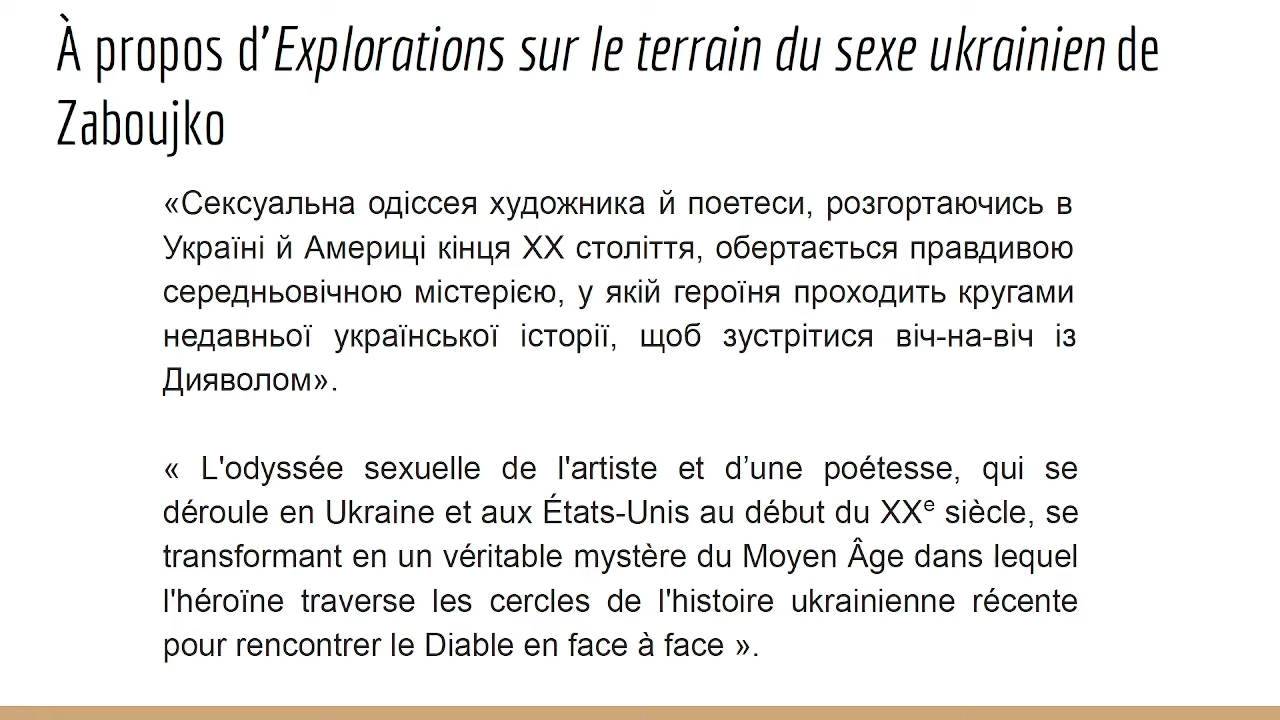 À propos d’Explorations sur le terrain du sexe ukrainien de
Zaboujko
«Сексуальна одіссея художника й поетеси, розгортаючись в
Україні й Америці кінця ХХ століття, обертається правдивою
середньовічною містерією, у якій героїня проходить кругами
недавньої української історії, щоб зустрітися віч-на-віч із
Дияволом».
« L'odyssée sexuelle de l'artiste et d’une poétesse, qui se
déroule en Ukraine et aux États-Unis au début du XXᵉ siècle, se
transformant en un véritable mystère du Moyen Âge dans lequel
l'héroïne traverse les cercles de l'histoire ukrainienne récente
pour rencontrer le Diable en face à face ».